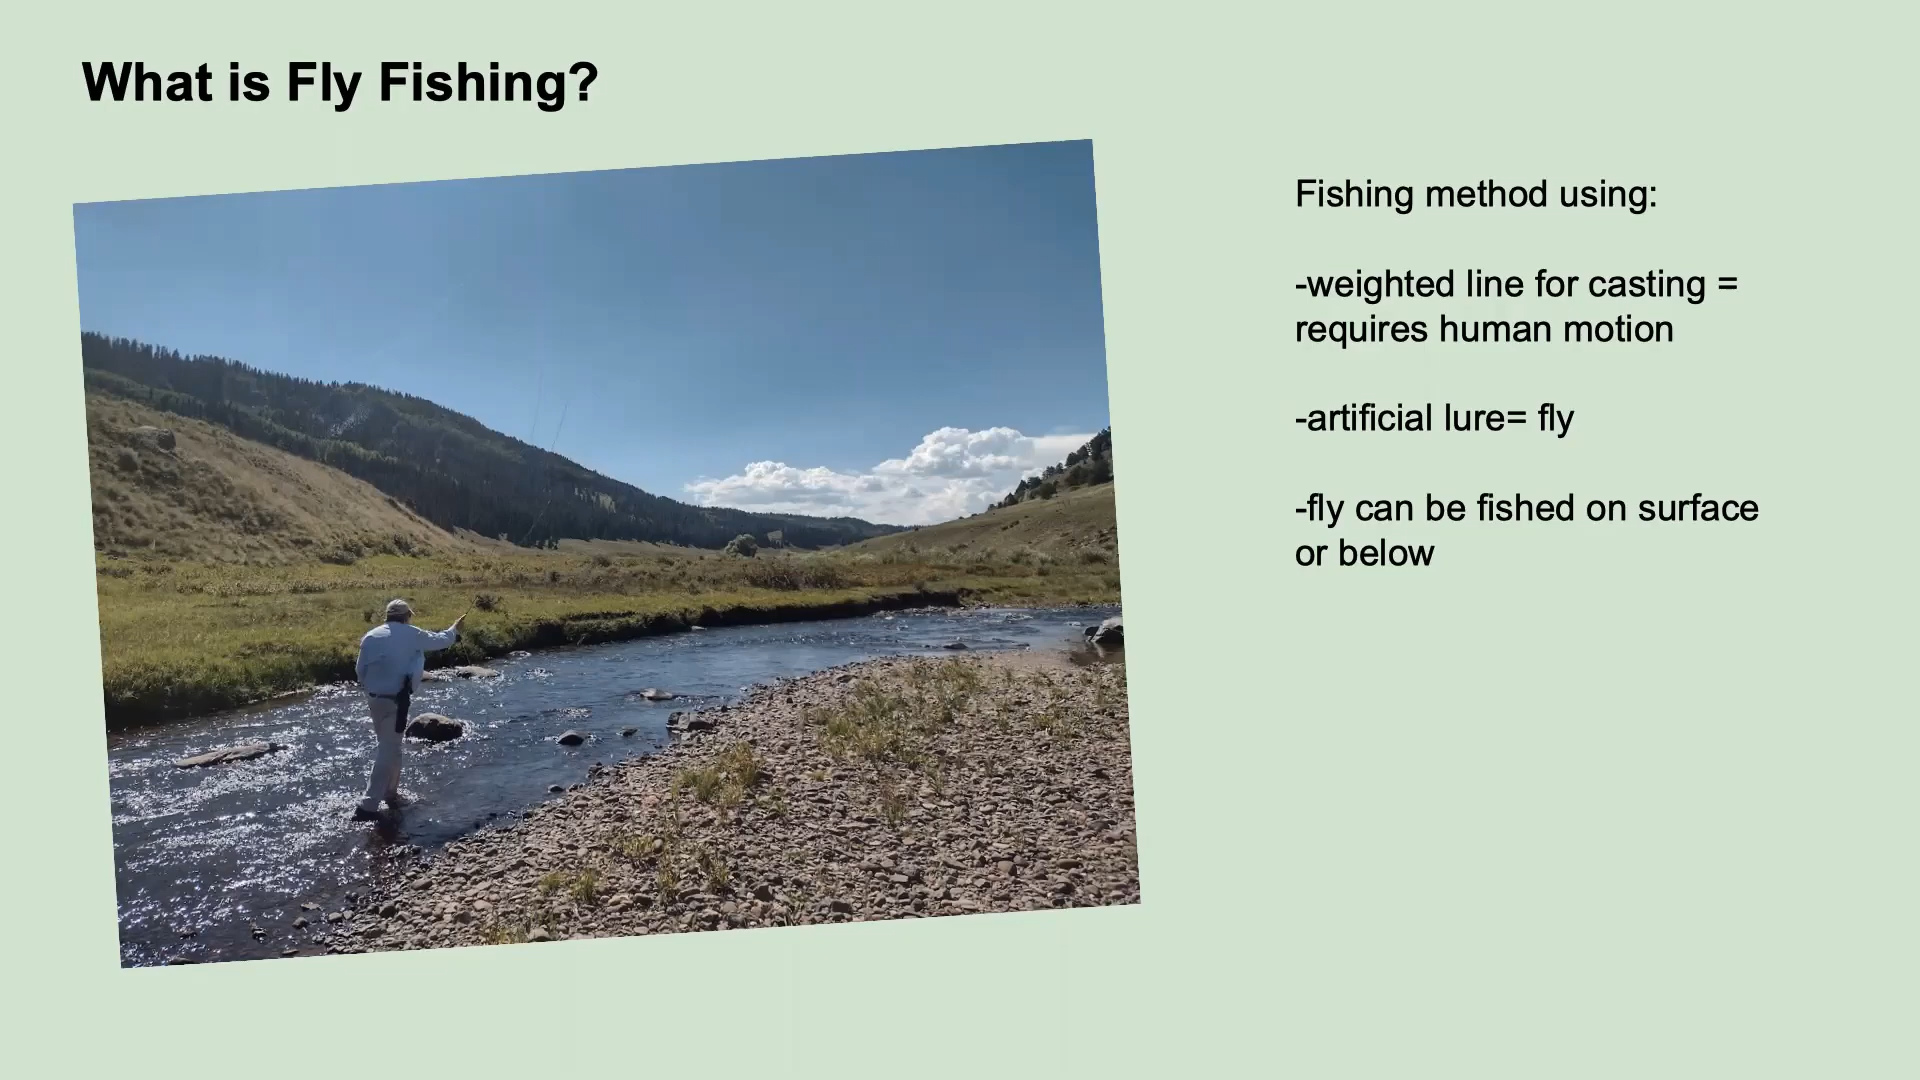 What is Fly Fishing?
Fishing method using:
-weighted line for casting =
requires human motion
-artificial lure= fly
-fly can be fished on surface
or below